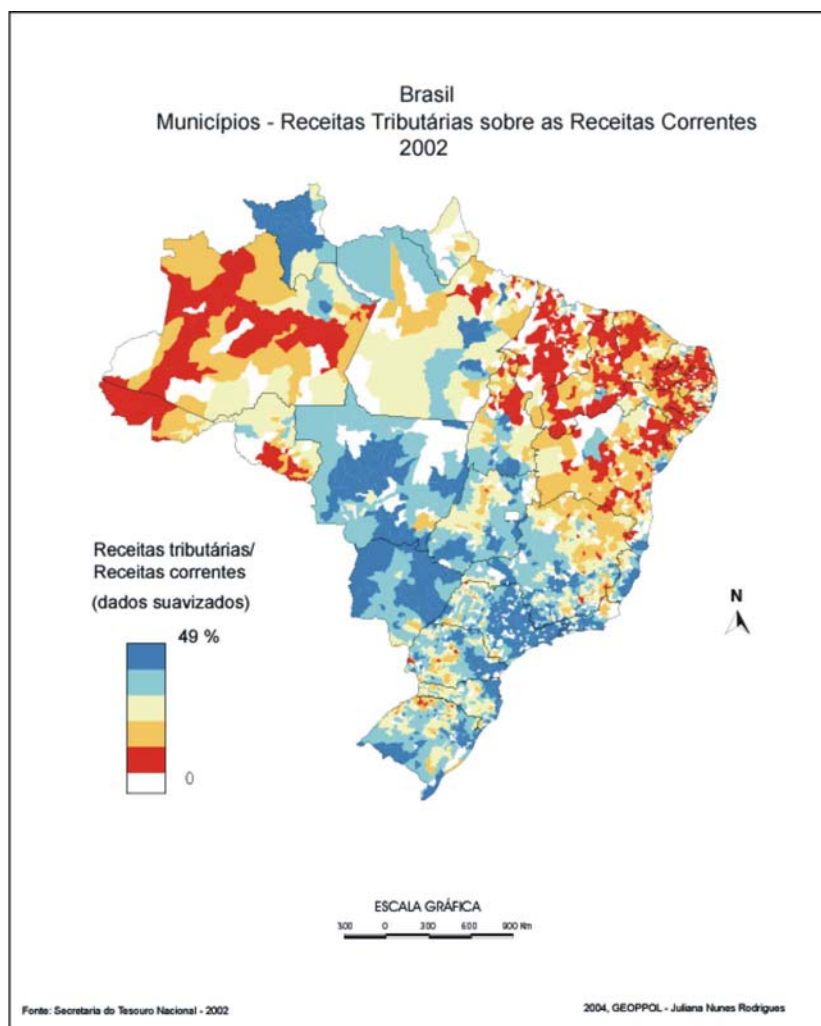 Brasil
Municípios - Receitas Tributárias sobre as Receitas Correntes
2002
Receitas tributárias/
Receitas correntes
(dados suavizados)
49 %
0
N
ESCALA GRÁFICA
300 0 300 600 900 Km
Fonte: Secretaria do Tesouro Nacional - 2002
2004, GEOPPOL - Juliana Nunes Rodrigues